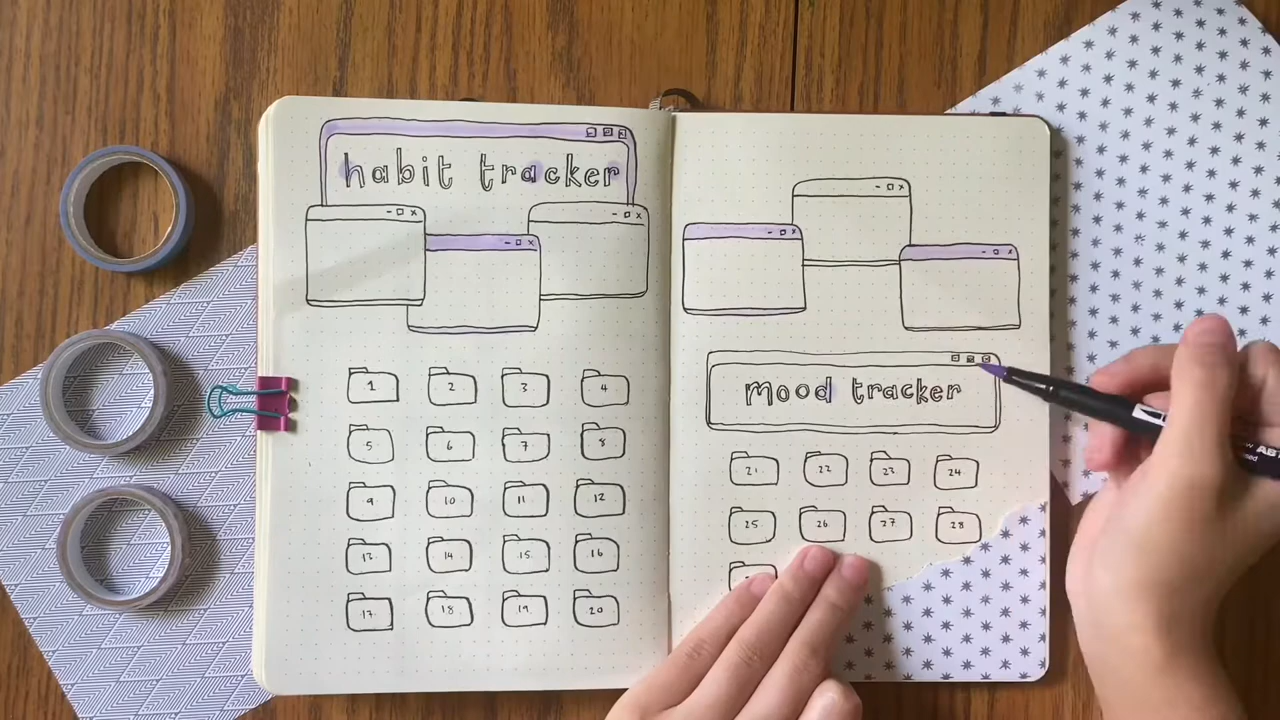 habit tracker
1 2 3 4
5 6 7 8
9 10 11 12
13 14 15 16
17 18 19 20
mood tracker
21 22 23 24
25 26 27 28